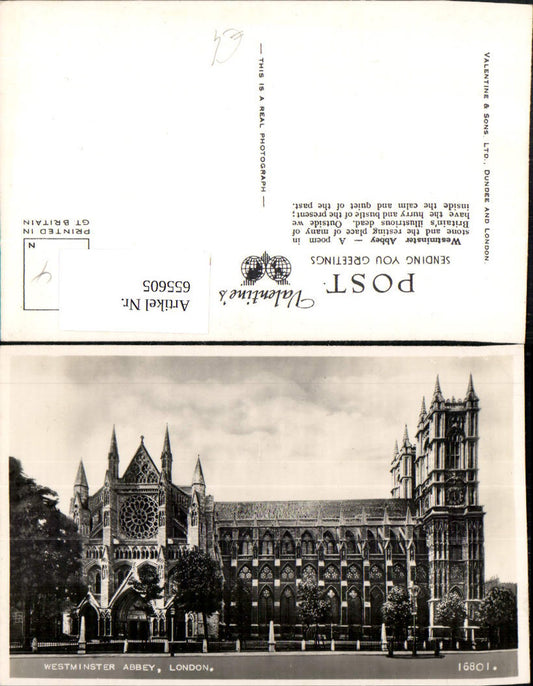 POST
SENDING YOU GREETINGS
Valentine's
Westminster Abbey — A poem in
stone and the resting place of many of
Britain's illustrious dead. Outside we
have the hurry and bustle of the present;
inside the calm and quiet of the past.
VALENTINE & SONS LTD., DUNDEE AND LONDON.
— THIS IS A REAL PHOTOGRAPH —
Artikel Nr.
655605
N
4
PRINTED IN
GT BRITAIN
WESTMINSTER ABBEY, LONDON.
16801.